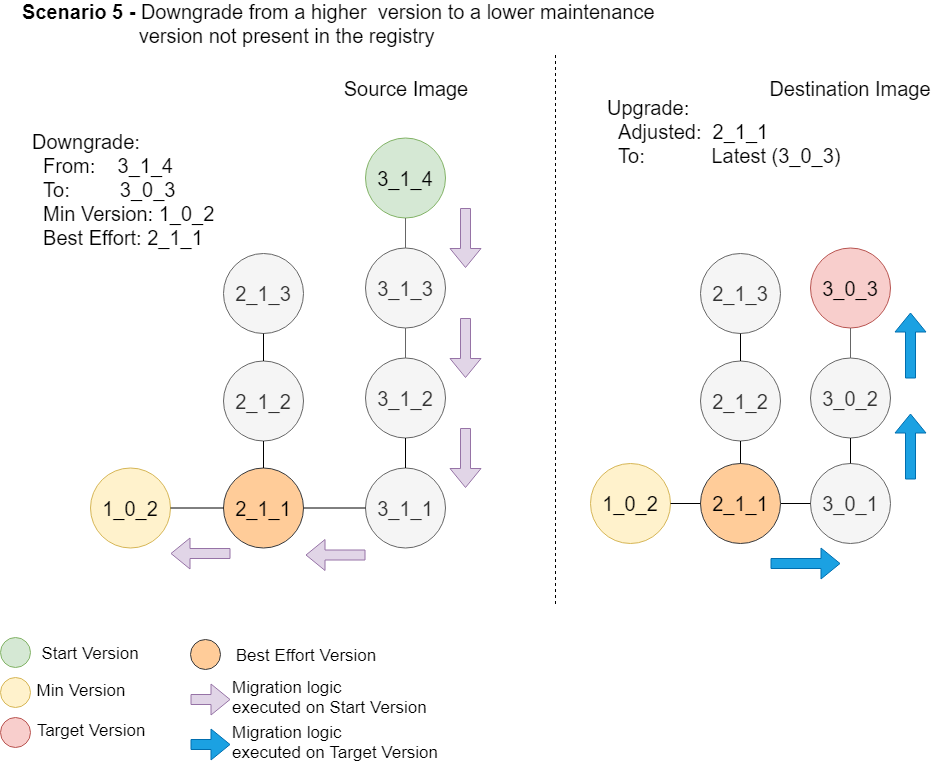 Scenario 5 - Downgrade from a higher version to a lower maintenance
version not present in the registry
Source Image
Downgrade:
From: 3_1_4
To: 3_0_3
Min Version: 1_0_2
Best Effort: 2_1_1
3_1_4
2_1_3
3_1_3
2_1_2
3_1_2
1_0_2
2_1_1
3_1_1
Destination Image
Upgrade:
Adjusted: 2_1_1
To: Latest (3_0_3)
2_1_3
3_0_3
2_1_2
3_0_2
1_0_2
2_1_1
3_0_1
Start Version
Min Version
Target Version
Best Effort Version
Migration logic
executed on Start Version
Migration logic
executed on Target Version